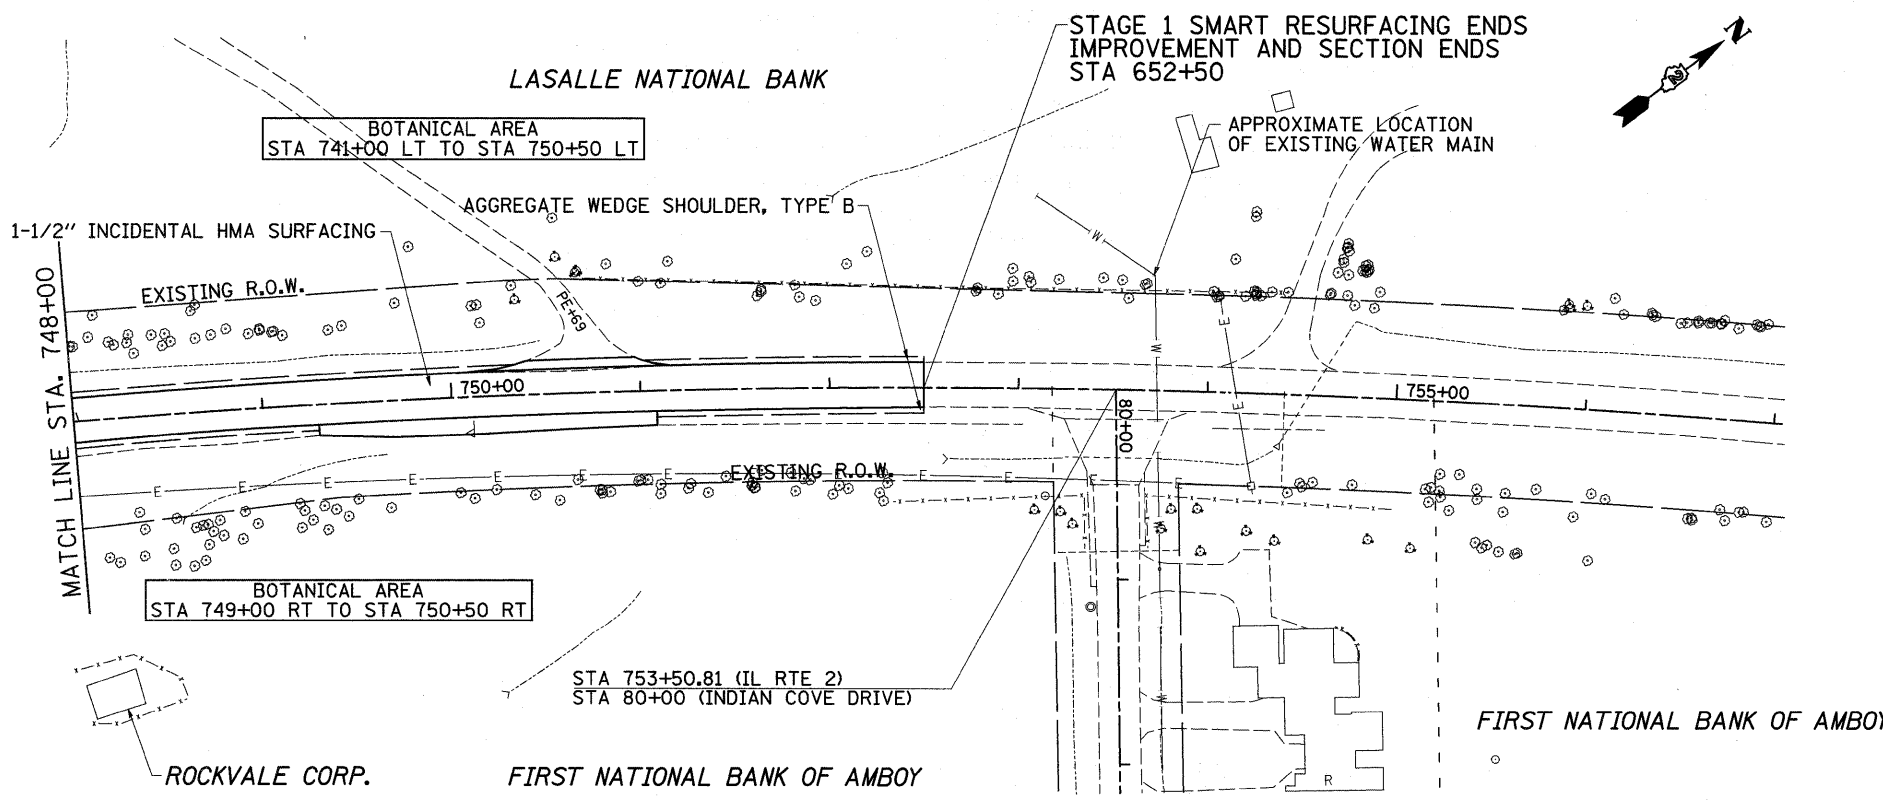 STAGE 1 SMART RESURFACING ENDS
IMPROVEMENT AND SECTION ENDS
STA 652+50
N
2
LASALLE NATIONAL BANK
BOTANICAL AREA
STA 741+00 LT TO STA 750+50 LT
APPROXIMATE LOCATION
OF EXISTING WATER MAIN
AGGREGATE WEDGE SHOULDER, TYPE B
1-1/2" INCIDENTAL HMA SURFACING
W
EXISTING R.O.W.
PE+69
E
W
MATCH LINE STA. 748+00
750+00
755+00
80+00
E
EXISTING R.O.W.
E E E E E E E E E E
W
BOTANICAL AREA
STA 749+00 RT TO STA 750+50 RT
STA 753+50.81 (IL RTE 2)
STA 80+00 (INDIAN COVE DRIVE)
W
FIRST NATIONAL BANK OF AMBOY
ROCKVALE CORP.
FIRST NATIONAL BANK OF AMBOY
R